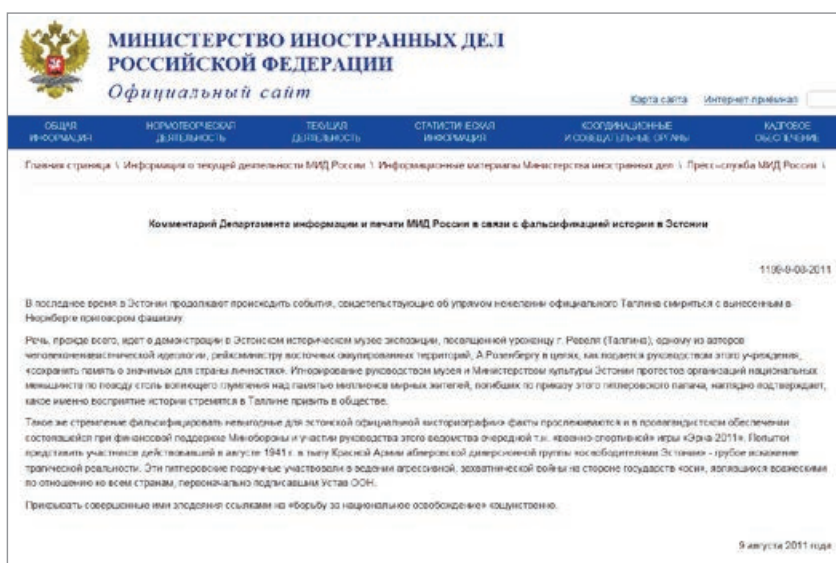 МИНИСТЕРСТВО ИНОСТРАННЫХ ДЕЛ
РОССИЙСКОЙ ФЕДЕРАЦИИ
Официальный сайт
Карта сайта Интернет-приёмная
ОБЩАЯ ИНФОРМАЦИЯ
НОРМОТВОРЧЕСКАЯ ДЕЯТЕЛЬНОСТЬ
ТЕКУЩАЯ ДЕЯТЕЛЬНОСТЬ
СТАТИСТИЧЕСКАЯ ИНФОРМАЦИЯ
КООРДИНАЦИОННЫЕ И СОВЕЩАТЕЛЬНЫЕ ОРГАНЫ
КАДРОВОЕ ОБЕСПЕЧЕНИЕ
Главная страница \ Информация о текущей деятельности МИД России \ Информационные материалы Министерства иностранных дел \ Пресс-служба МИД России \
Комментарий Департамента информации и печати МИД России в связи с фальсификацией истории в Эстонии
1199-9-08-2011
В последнее время в Эстонии продолжают происходить события, свидетельствующие об упрямом нежелании официального Таллина смириться с вынесенным в
Нюрнберге приговором фашизму.
Речь, прежде всего, идет о демонстрации в Эстонском историческом музее экспозиции, посвященной уроженцу г. Ревеля (Таллина), одному из авторов
человеконенавистнической идеологии, рейхсминистру восточных оккупированных территорий, А.Розенбергу в целях, как подается руководством этого учреждения,
«сохранить память о значимых для страны личностях». Игнорирование руководством музея и Министерством культуры Эстонии протестов организаций национальных
меньшинств по поводу столь вопиющего глумления над памятью миллионов мирных жителей, погибших по приказу этого гитлеровского палача, наглядно подтверждают,
какое именно восприятие истории стремятся в Таллине привить в обществе.
Такое же стремление фальсифицировать невыгодные для эстонской официальной «историографии» факты прослеживаются и в пропагандистском обеспечении
состоявшейся при финансовой поддержке Минобороны и участии руководства этого ведомства очередной т.н. «военно-спортивной» игры «Эрна-2011». Попытки
представить участников действовавшей в августе 1941 г. в тылу Красной Армии абверовской диверсионной группы «освободителями Эстонии» - грубое искажение
трагической реальности. Эти гитлеровские подручные участвовали в ведении агрессивной, захватнической войны на стороне государств «оси», являвшихся вражескими
по отношению ко всем странам, первоначально подписавшим Устав ООН.
Прикрывать совершенные ими злодеяния ссылками на «борьбу за национальное освобождение» кощунственно.
9 августа 2011 года